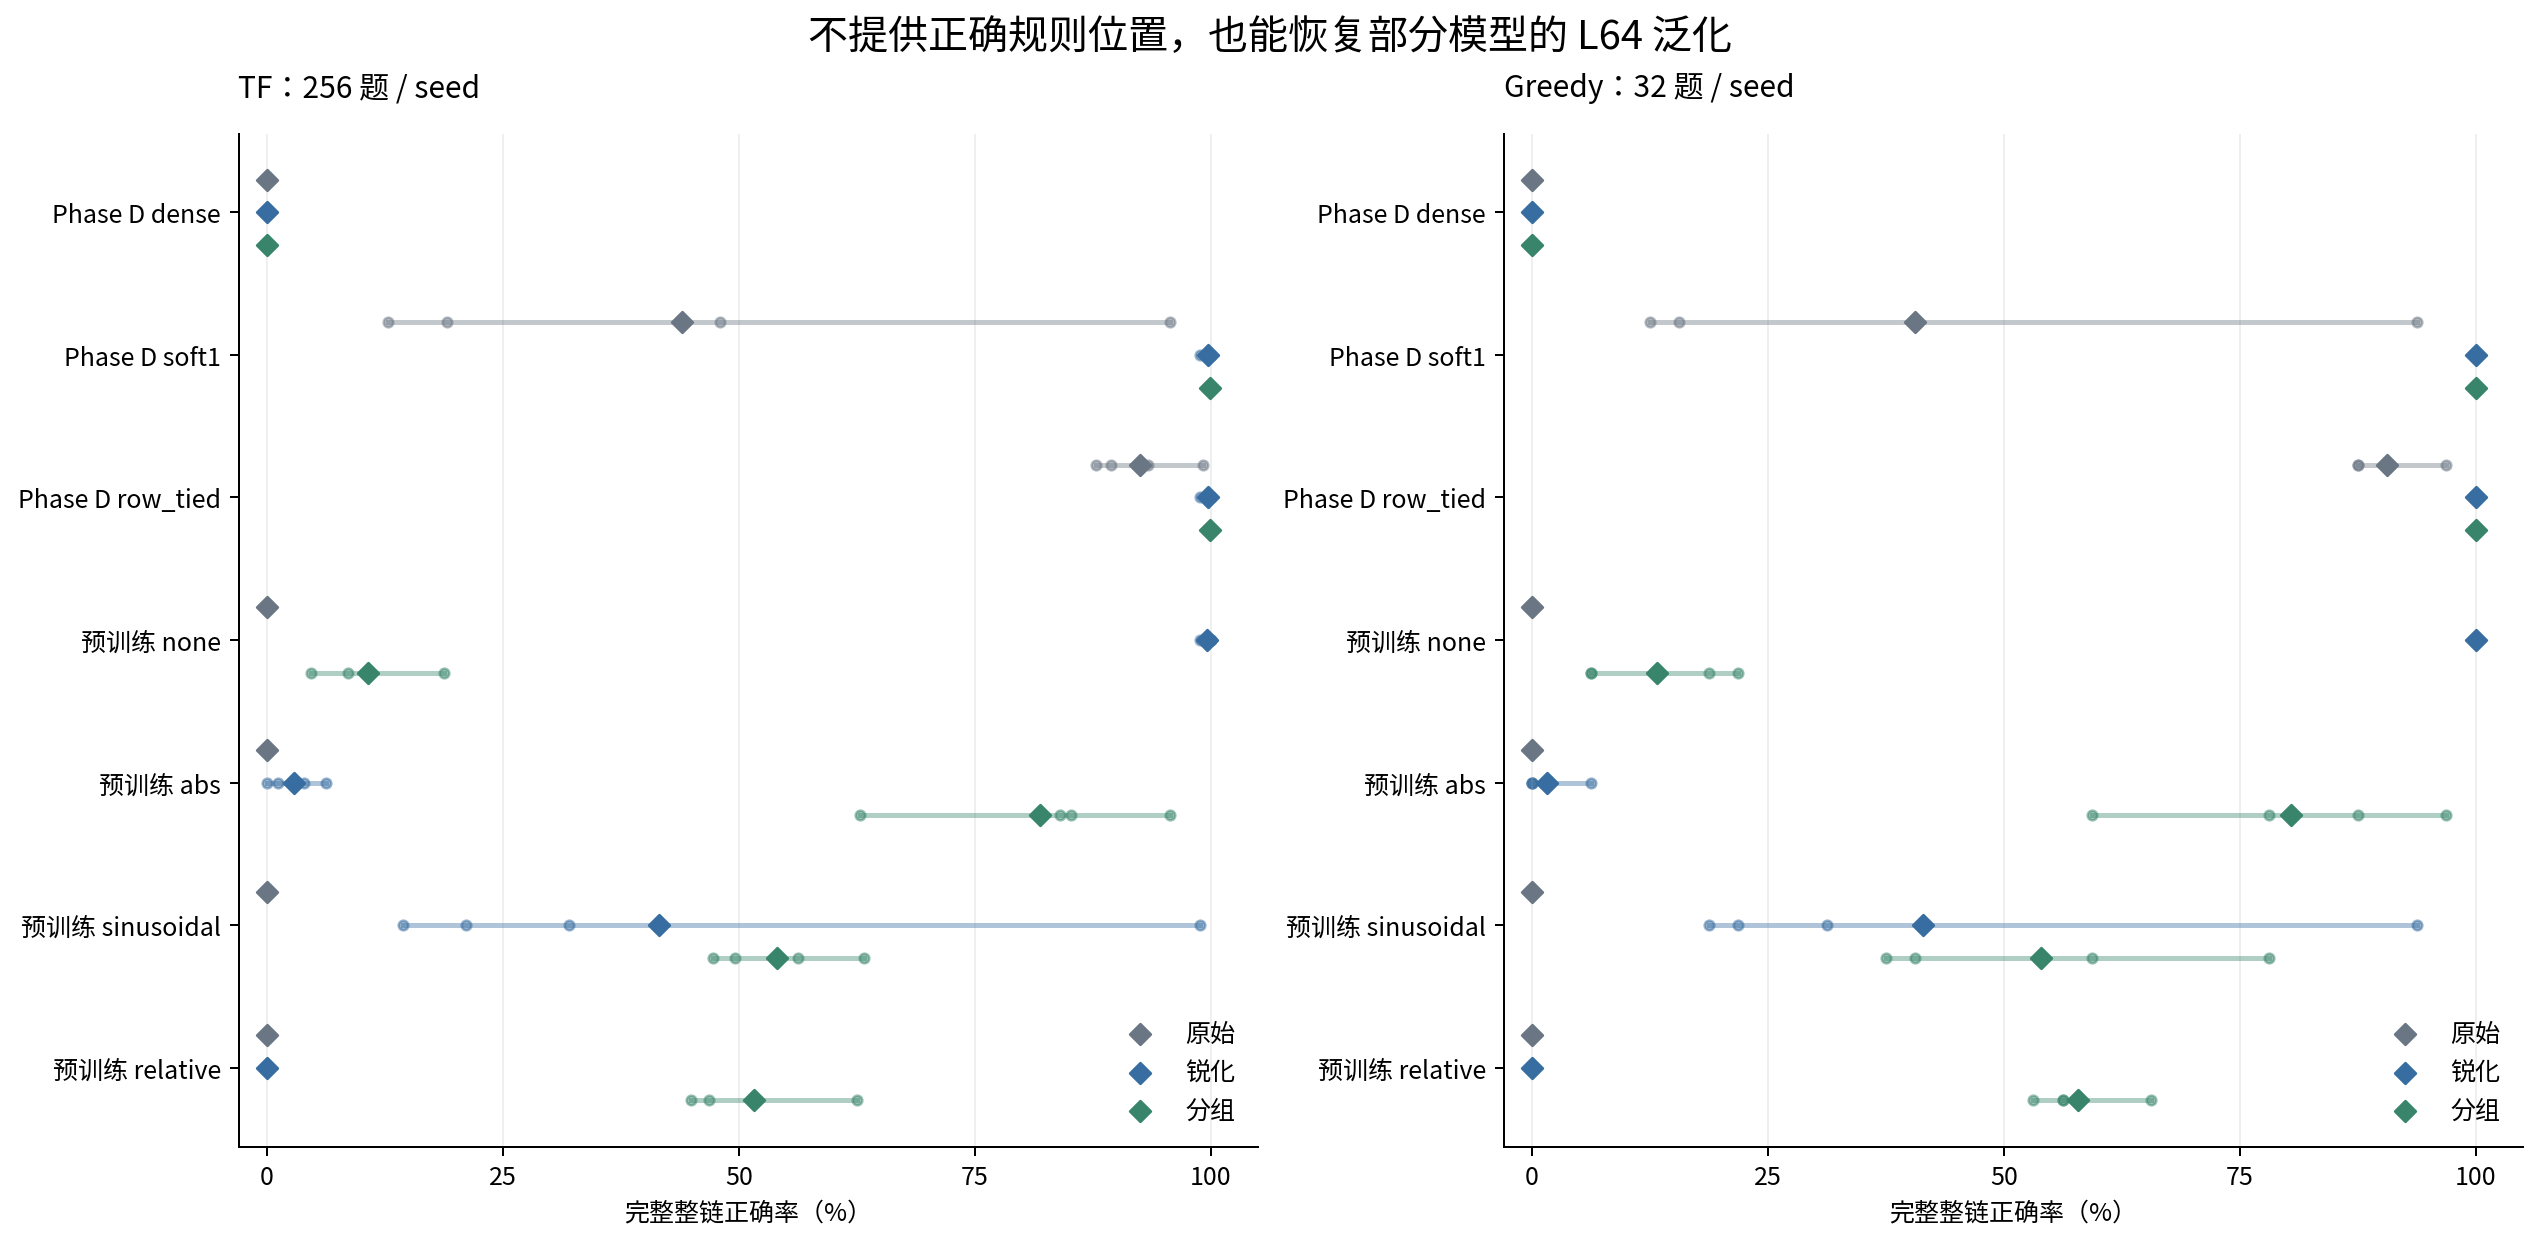 不提供正确规则位置，也能恢复部分模型的 L64 泛化
TF：256 题 / seed
Phase D dense
Phase D soft1
Phase D row_tied
预训练 none
预训练 abs
预训练 sinusoidal
预训练 relative
原始
锐化
分组
0 25 50 75 100
完整整链正确率（%）
Greedy：32 题 / seed
Phase D dense
Phase D soft1
Phase D row_tied
预训练 none
预训练 abs
预训练 sinusoidal
预训练 relative
原始
锐化
分组
0 25 50 75 100
完整整链正确率（%）